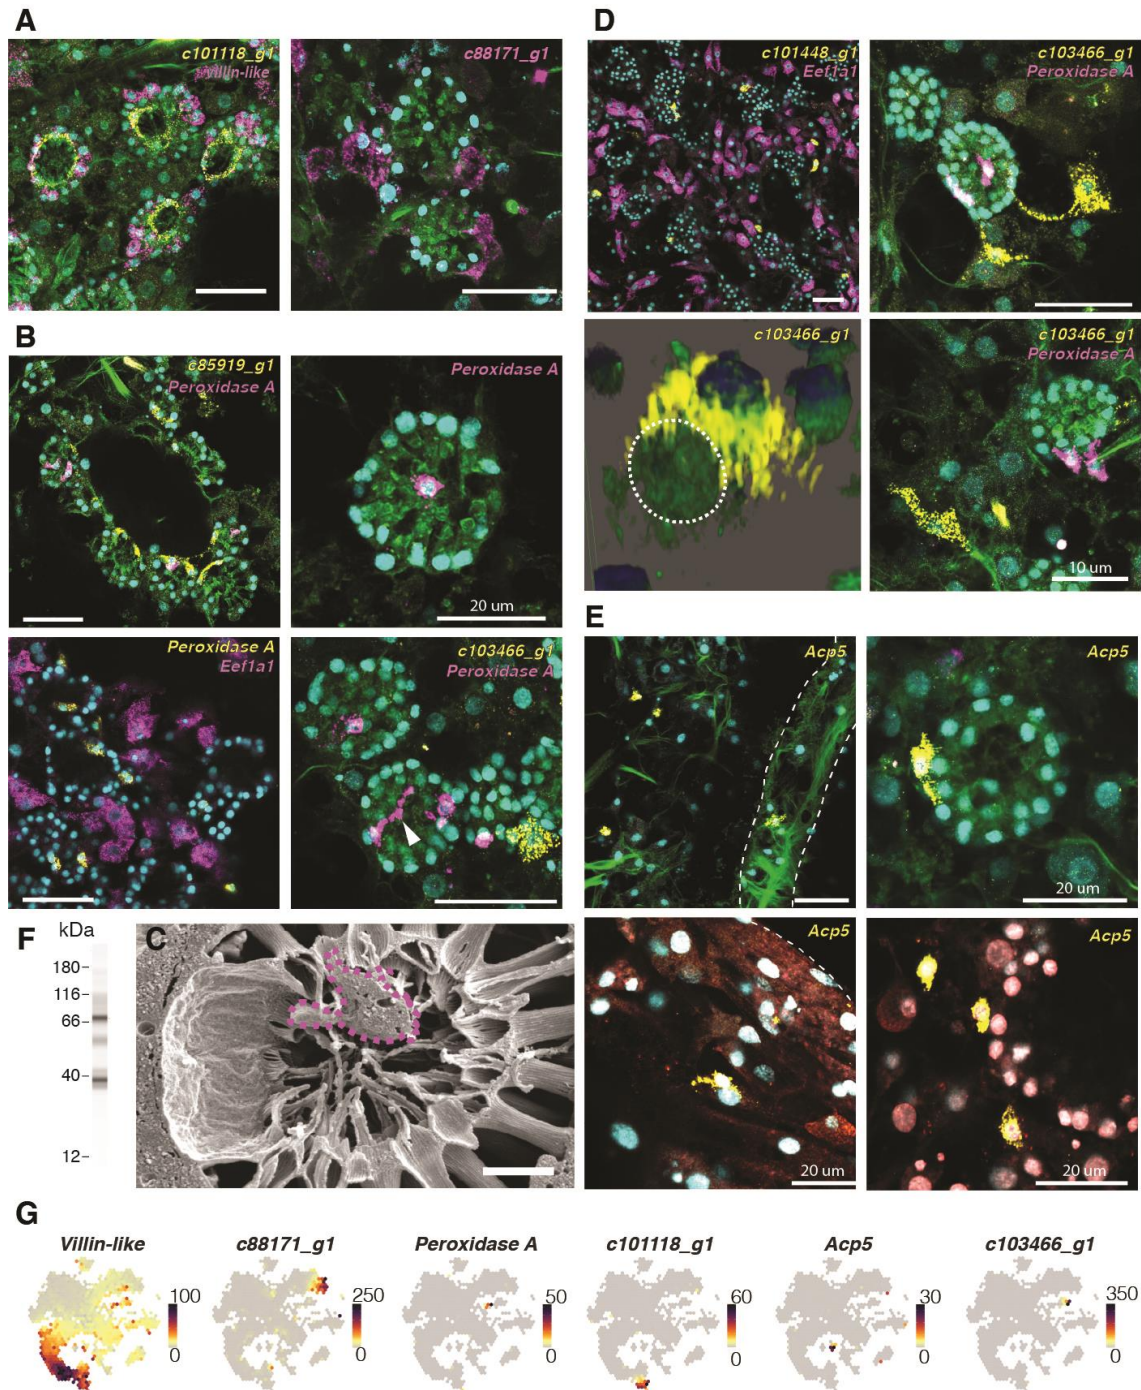 A
c101118_g1
villin-like
c88171_g1
B
c85919_g1
Peroxidase A
Peroxidase A
20 um
Peroxidase A
Eef1a1
c103466_g1
Peroxidase A
D
c101448_g1
Eef1a1
c103466_g1
Peroxidase A
c103466_g1
c103466_g1
Peroxidase A
10 um
E
Acp5
Acp5
20 um
Acp5
20 um
Acp5
20 um
F
kDa
180-
116-
66-
40-
12-
C
G
Villin-like
100
0
c88171_g1
250
0
Peroxidase A
50
0
c101118_g1
60
0
Acp5
30
0
c103466_g1
350
0